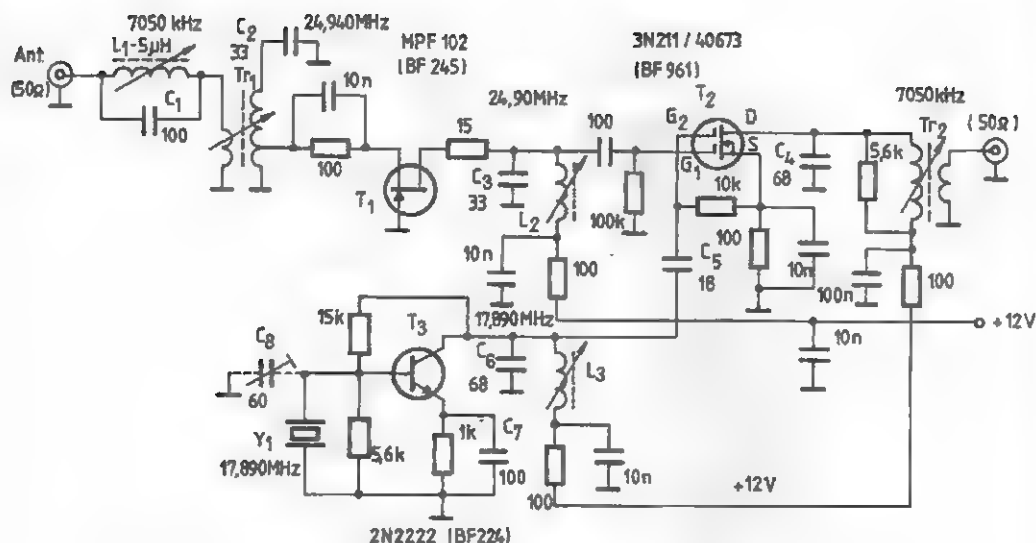 7050 kHz
L1-5µH
Ant.
(50Ω)
C1
100
C2
33
Tr1
24,940MHz
10n
100
MPF 102
(BF 245)
T1
15
24,90MHz
C3
33
L2
10n
100
100
100k
3N211 / 40673
(BF 961)
T2
G2
D
S
G1
10k
C5
18
100
10n
C4
68
5,6k
7050kHz
Tr2
(50Ω)
100n
100
+12V
10n
17,890MHz
15k
T3
C8
60
Y1
17,890MHz
5,6k
1k
C7
100
C6
68
L3
100
10n
+12V
2N2222 (BF224)